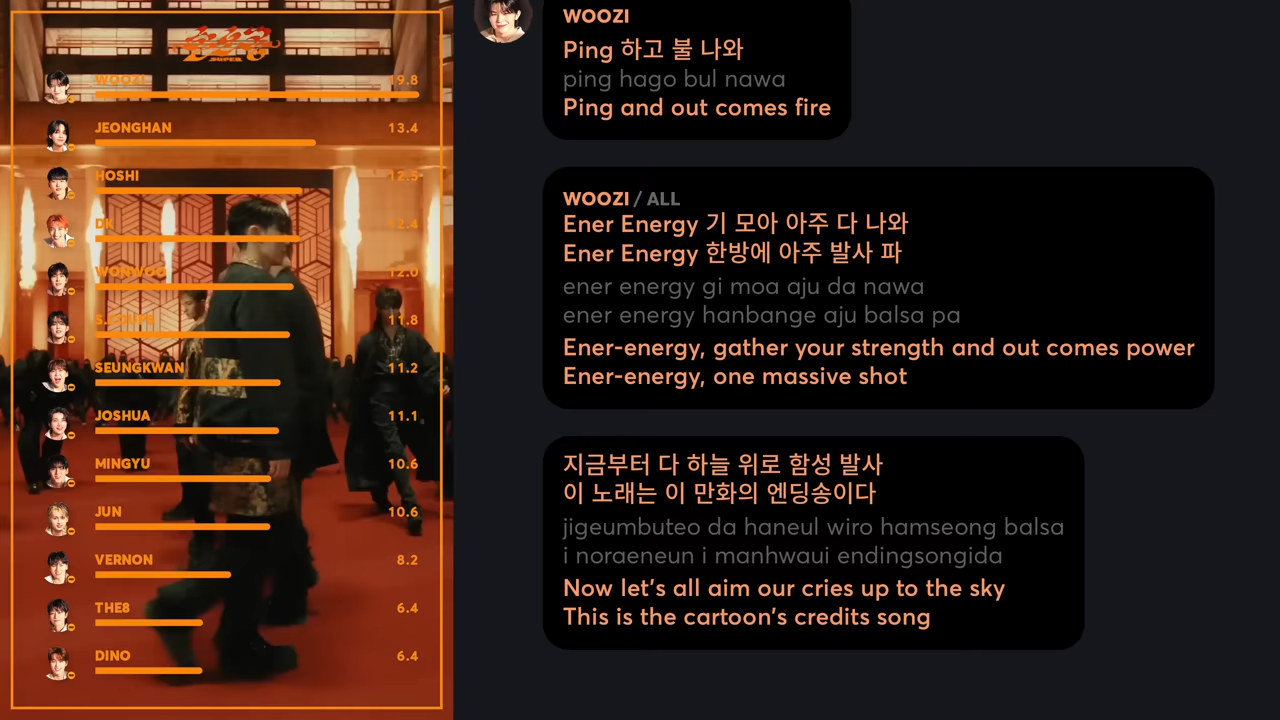 손오공
SUPER
WOOZI 19.8
JEONGHAN 13.4
HOSHI 12.5
DK 12.4
WONWOO 12.0
S.COUPS 11.8
SEUNGKWAN 11.2
JOSHUA 11.1
MINGYU 10.6
JUN 10.6
VERNON 8.2
THE8 6.4
DINO 6.4
WOOZI
Ping 하고 불 나와
ping hago bul nawa
Ping and out comes fire
WOOZI / ALL
Ener Energy 기 모아 아주 다 나와
Ener Energy 한방에 아주 발사 파
ener energy gi moa aju da nawa
ener energy hanbange aju balsa pa
Ener-energy, gather your strength and out comes power
Ener-energy, one massive shot
지금부터 다 하늘 위로 함성 발사
이 노래는 이 만화의 엔딩송이다
jigeumbuteo da haneul wiro hamseong balsa
i noraeneun i manhwaui endingsongida
Now let's all aim our cries up to the sky
This is the cartoon's credits song